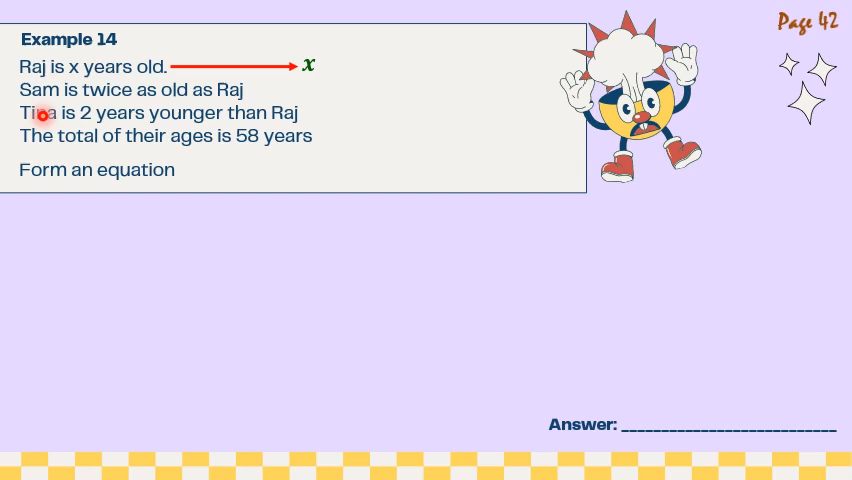 Page 42
Example 14
Raj is x years old. x
Sam is twice as old as Raj
Tina is 2 years younger than Raj
The total of their ages is 58 years
Form an equation
Answer: ___________________________